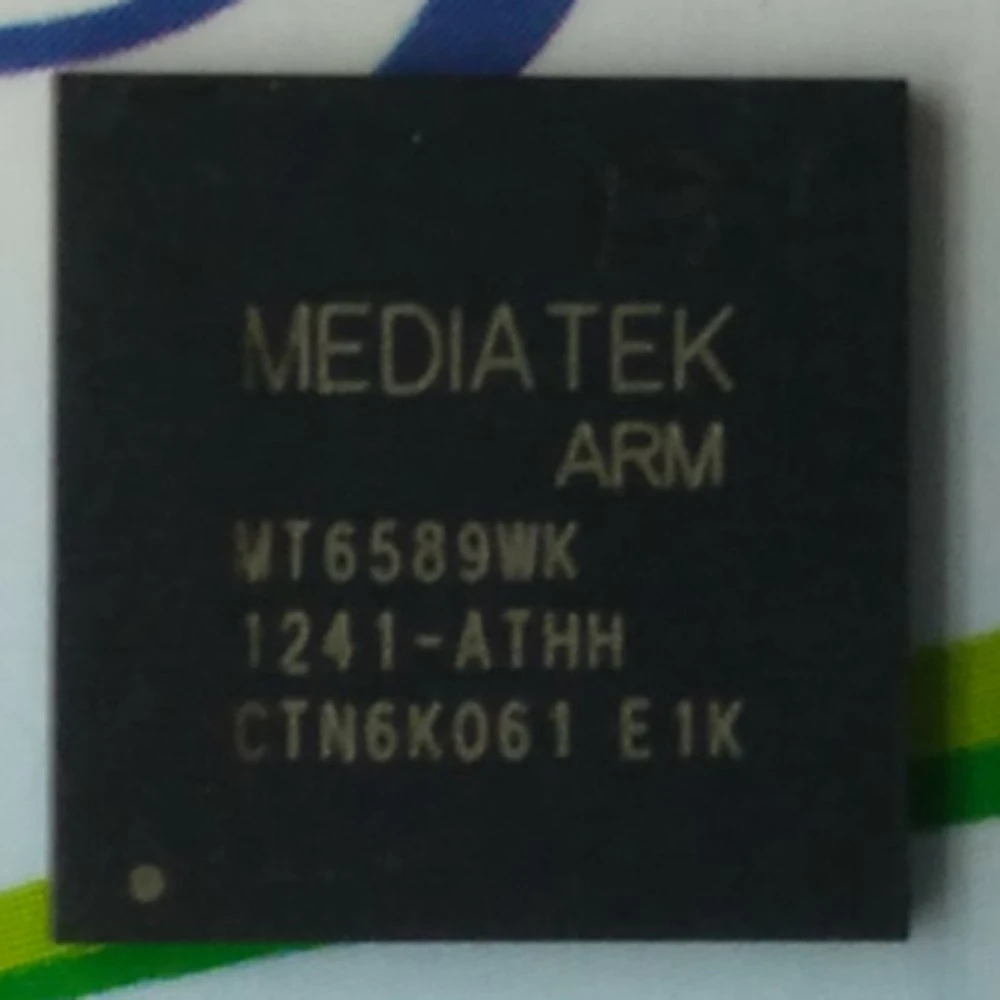 MEDIATEK
ARM
MT6589WK
1241-ATHH
CTN6K061 E1K